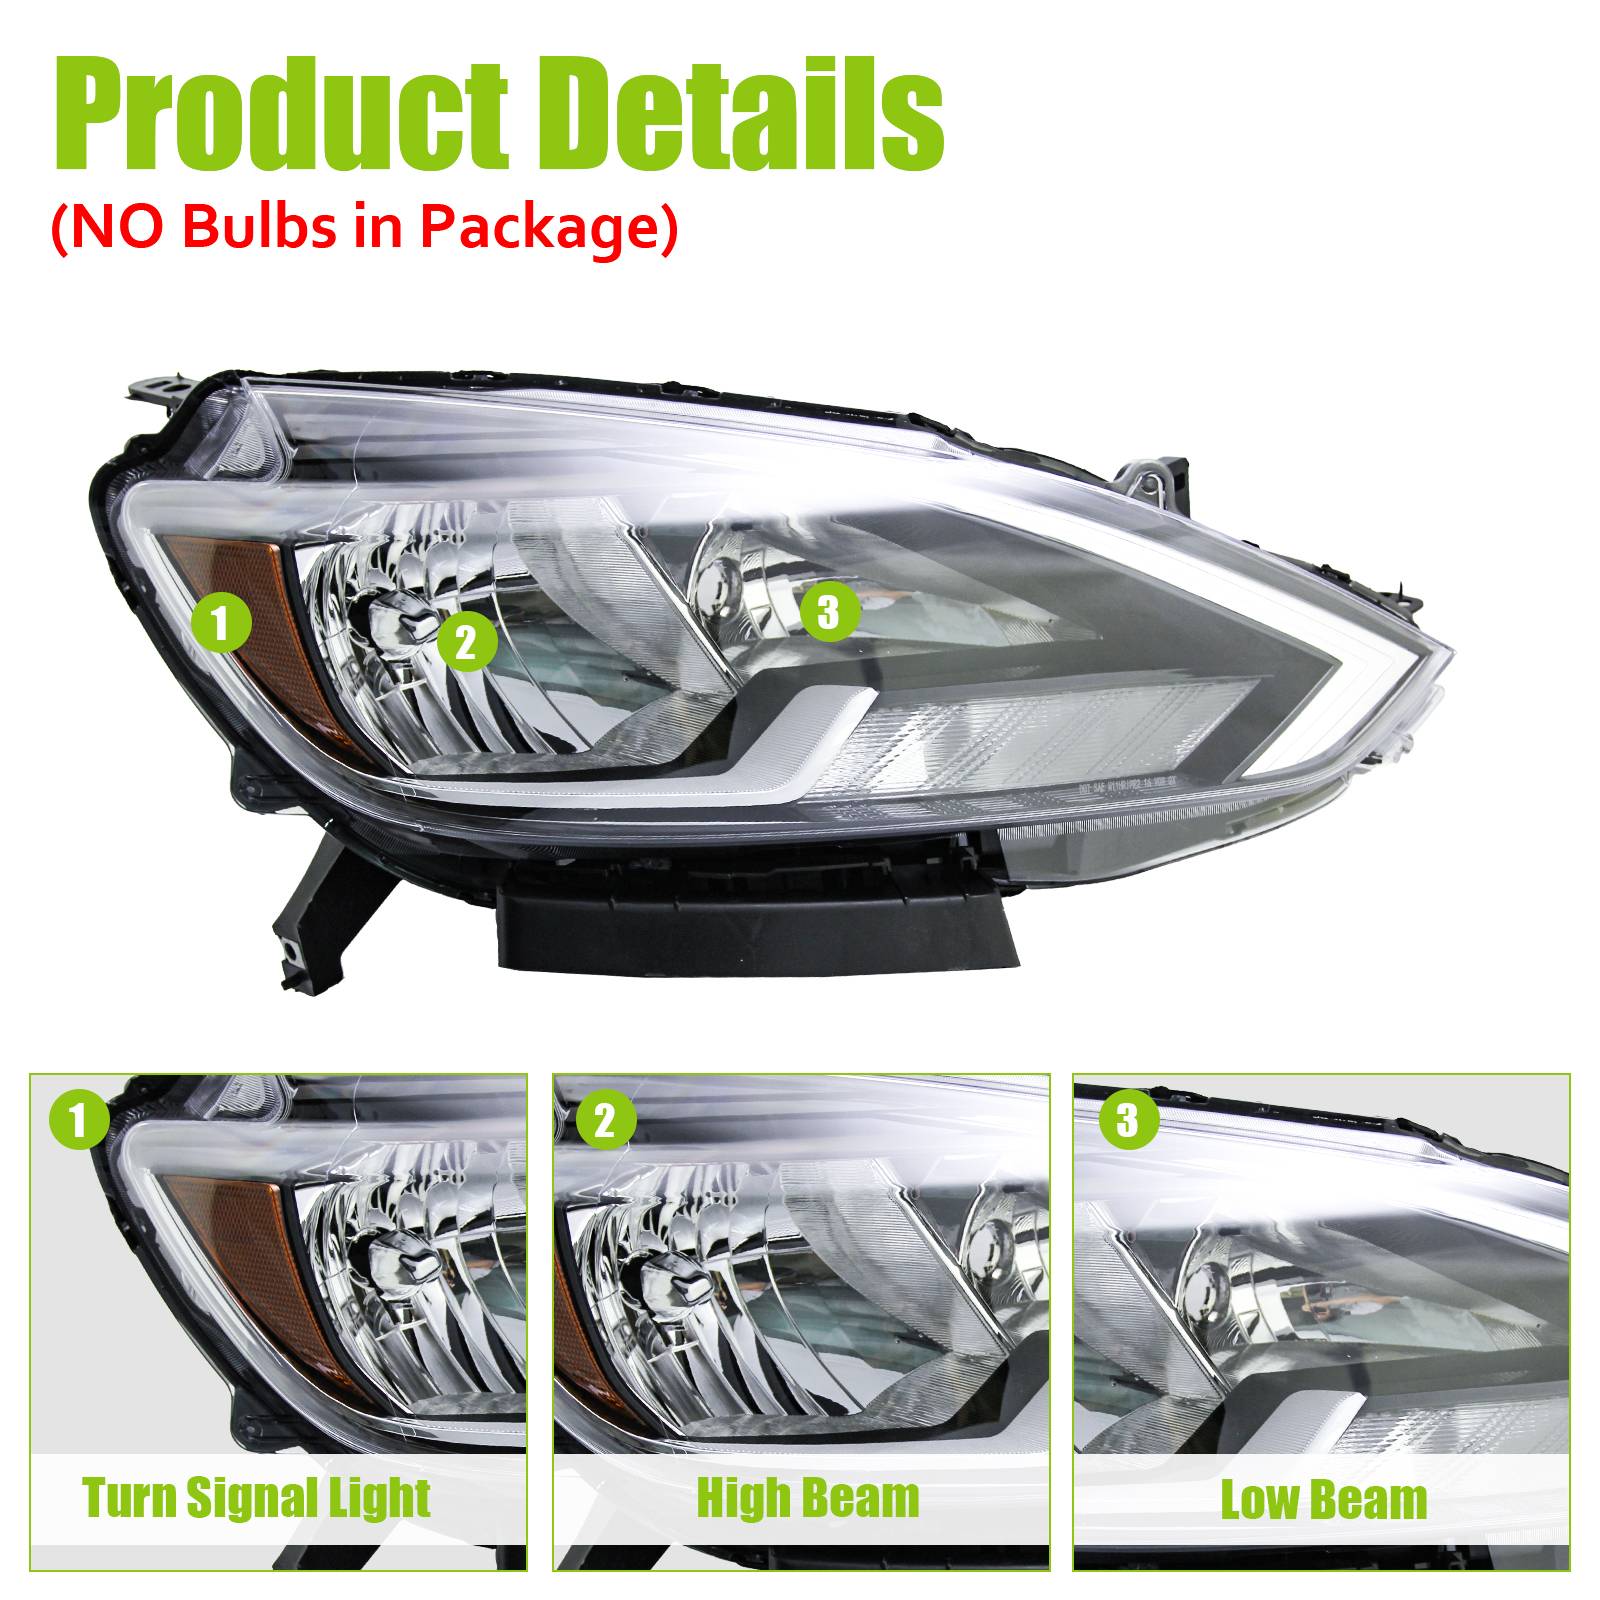 Product Details
(NO Bulbs in Package)
1
2
3
1
2
3
Turn Signal Light
High Beam
Low Beam